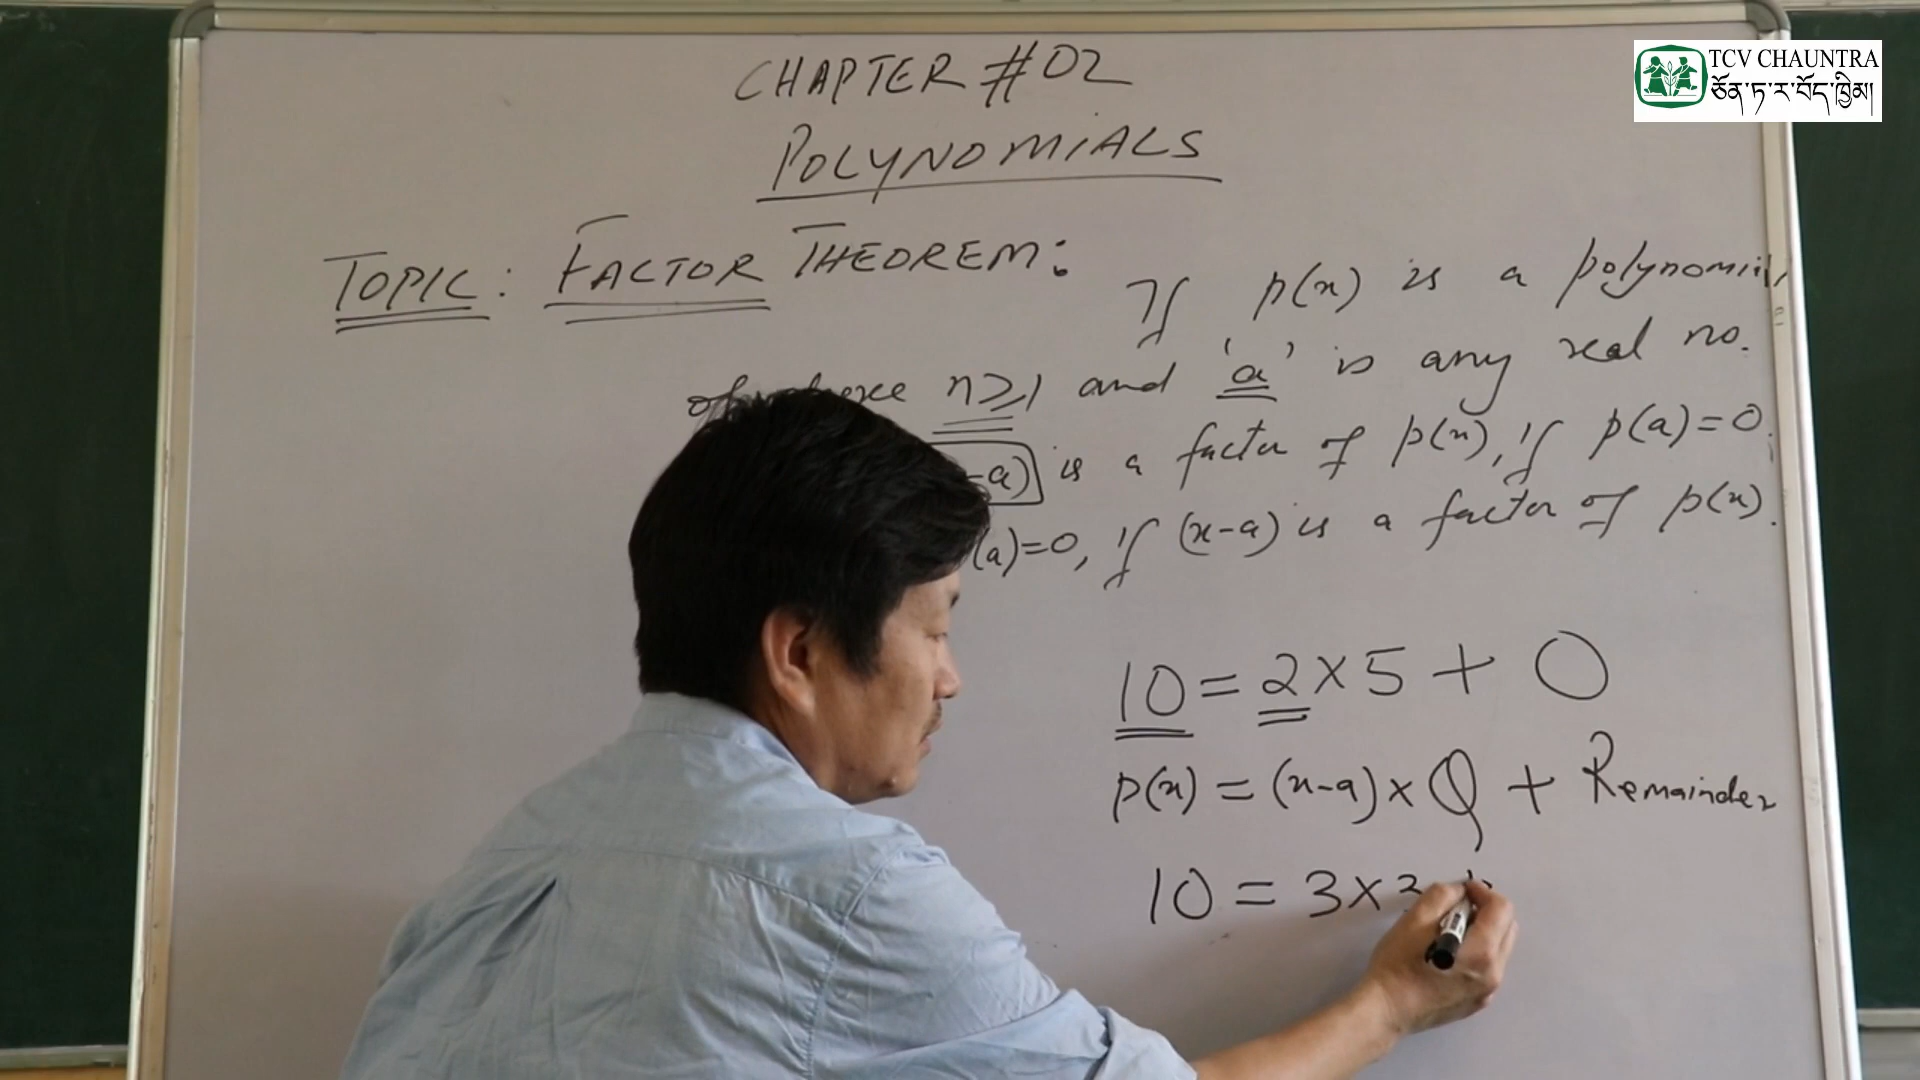 TCV CHAUNTRA
ཅོན་ཏ་ར་བོད་ཁྱིམ།
CHAPTER #02
POLYNOMIALS
TOPIC: FACTOR THEOREM:
If p(x) is a polynomial
of n≥1 and 'a' is any real no.
-a) is a factor of p(x), if p(a)=0.
(a)=0, if (x-a) is a factor of p(x).
10=2×5+0
p(x)=(x-a)×Q+Remainder
10=3×3+